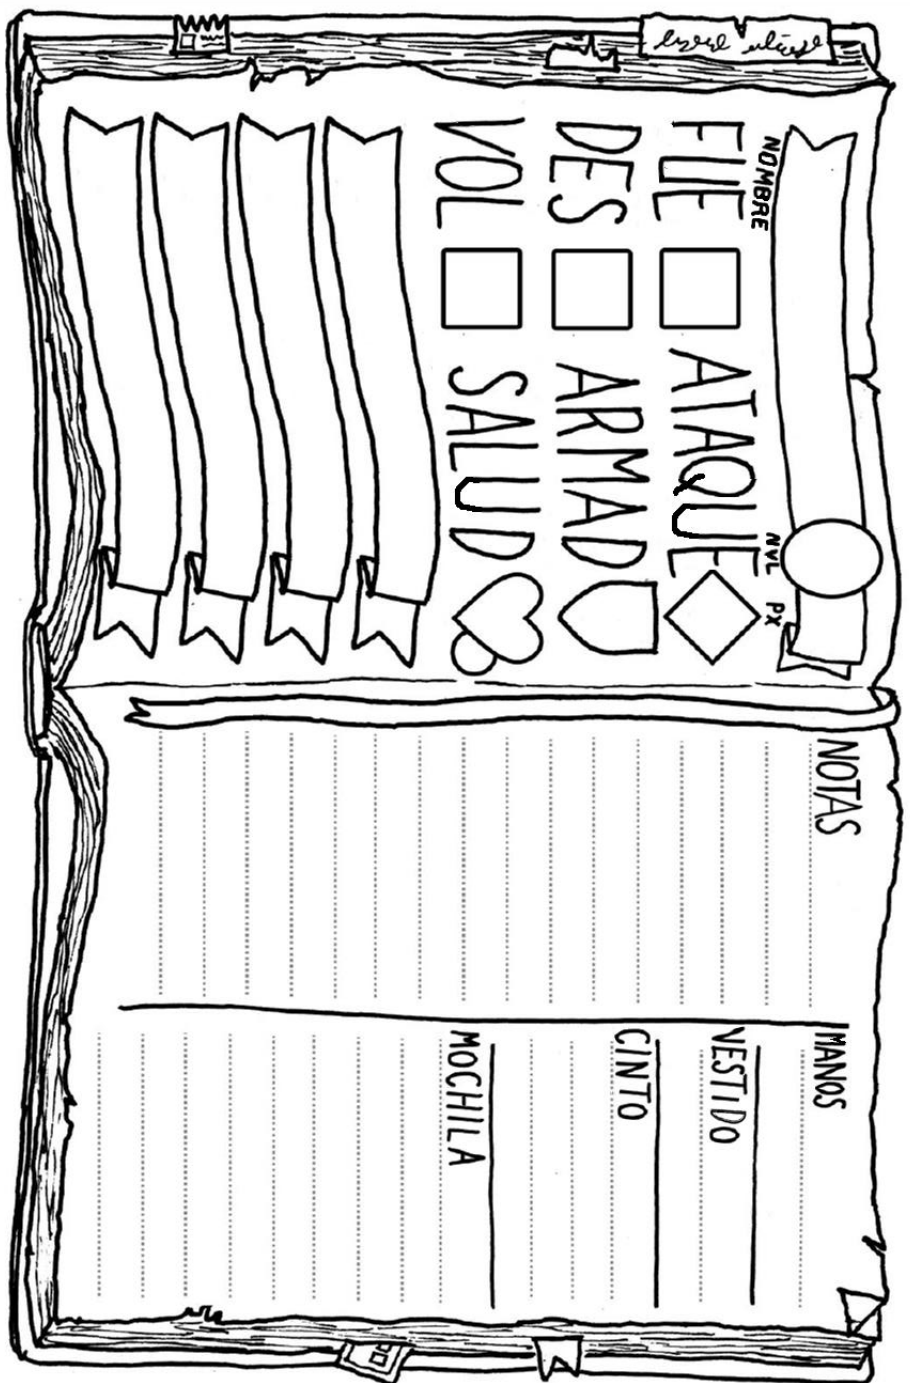 NOMBRE
NVL PX
FUE ATAQUE
DES ARMAD
VOL SALUD
NOTAS
MANOS
VESTIDO
CINTO
MOCHILA